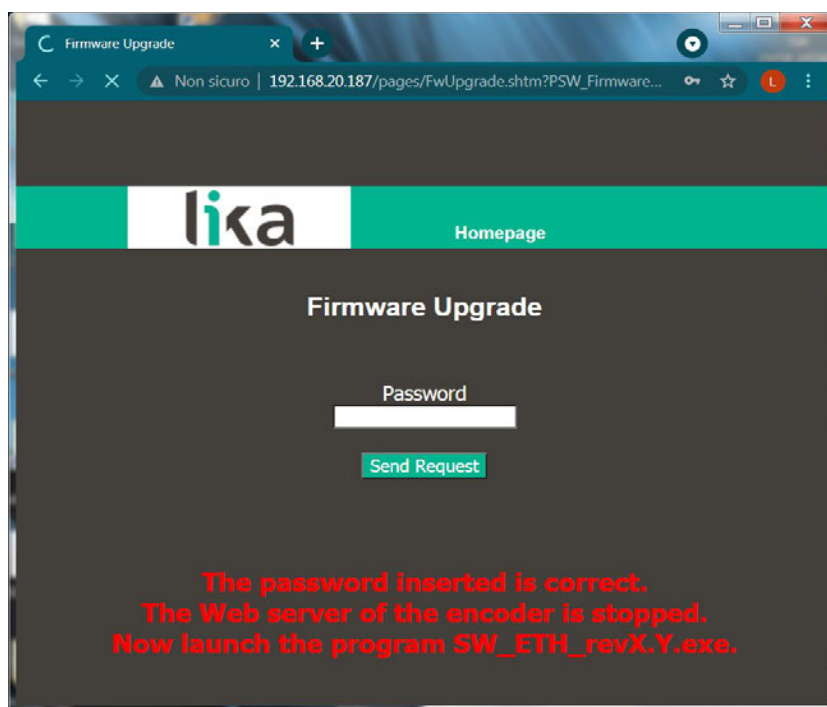 Firmware Upgrade
Non sicuro | 192.168.20.187/pages/FwUpgrade.shtm?PSW_Firmware...
L
lika
Homepage
Firmware Upgrade
Password
Send Request
The password inserted is correct.
The Web server of the encoder is stopped.
Now launch the program SW_ETH_revX.Y.exe.